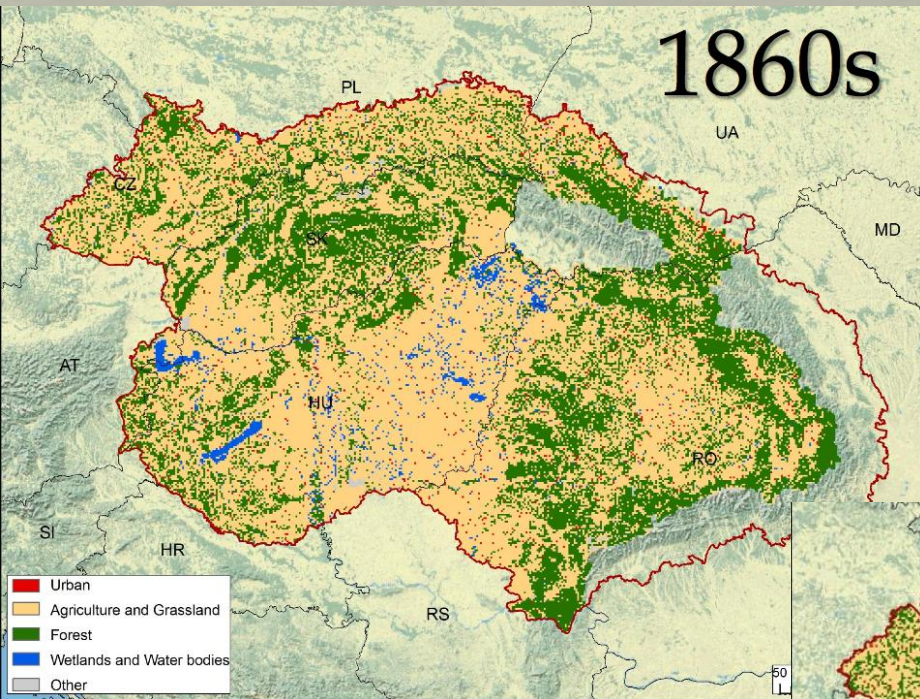 1860s
PL
UA
CZ
MD
SK
AT
HU
RO
SI
HR
RS
Urban
Agriculture and Grassland
Forest
Wetlands and Water bodies
Other
50